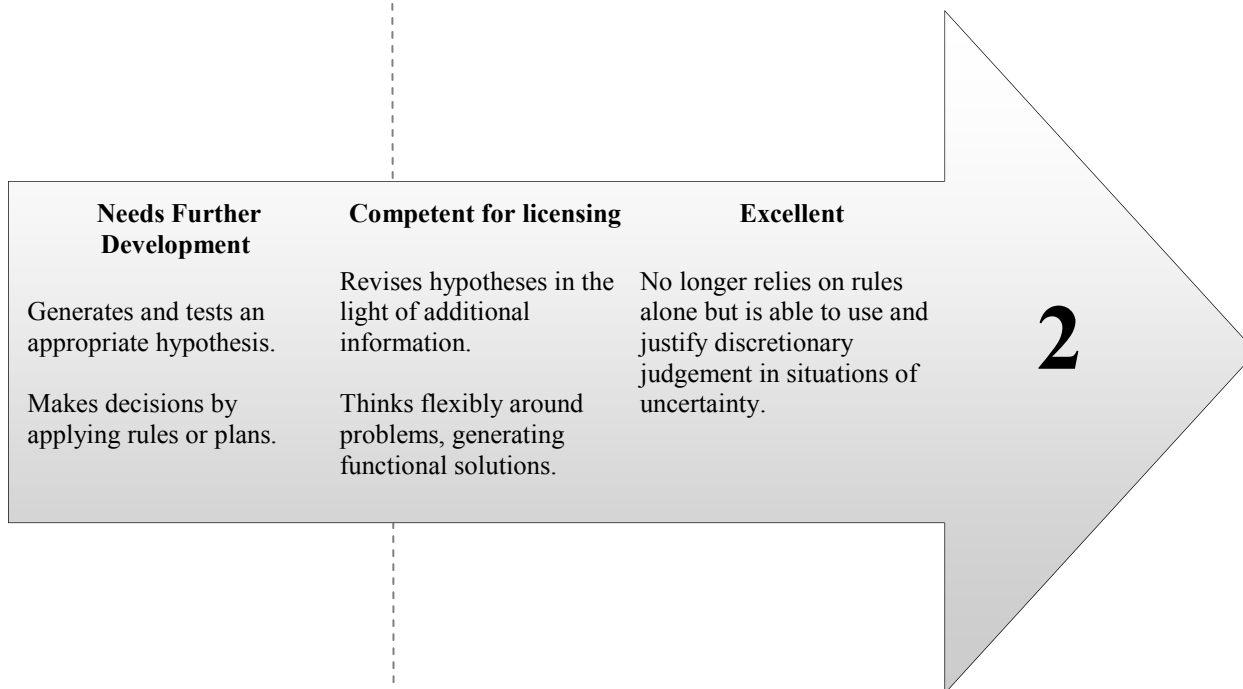 Needs Further
Development
Generates and tests an
appropriate hypothesis.
Makes decisions by
applying rules or plans.
Competent for licensing
Revises hypotheses in the
light of additional
information.
Thinks flexibly around
problems, generating
functional solutions.
Excellent
No longer relies on rules
alone but is able to use and
justify discretionary
judgement in situations of
uncertainty.
2